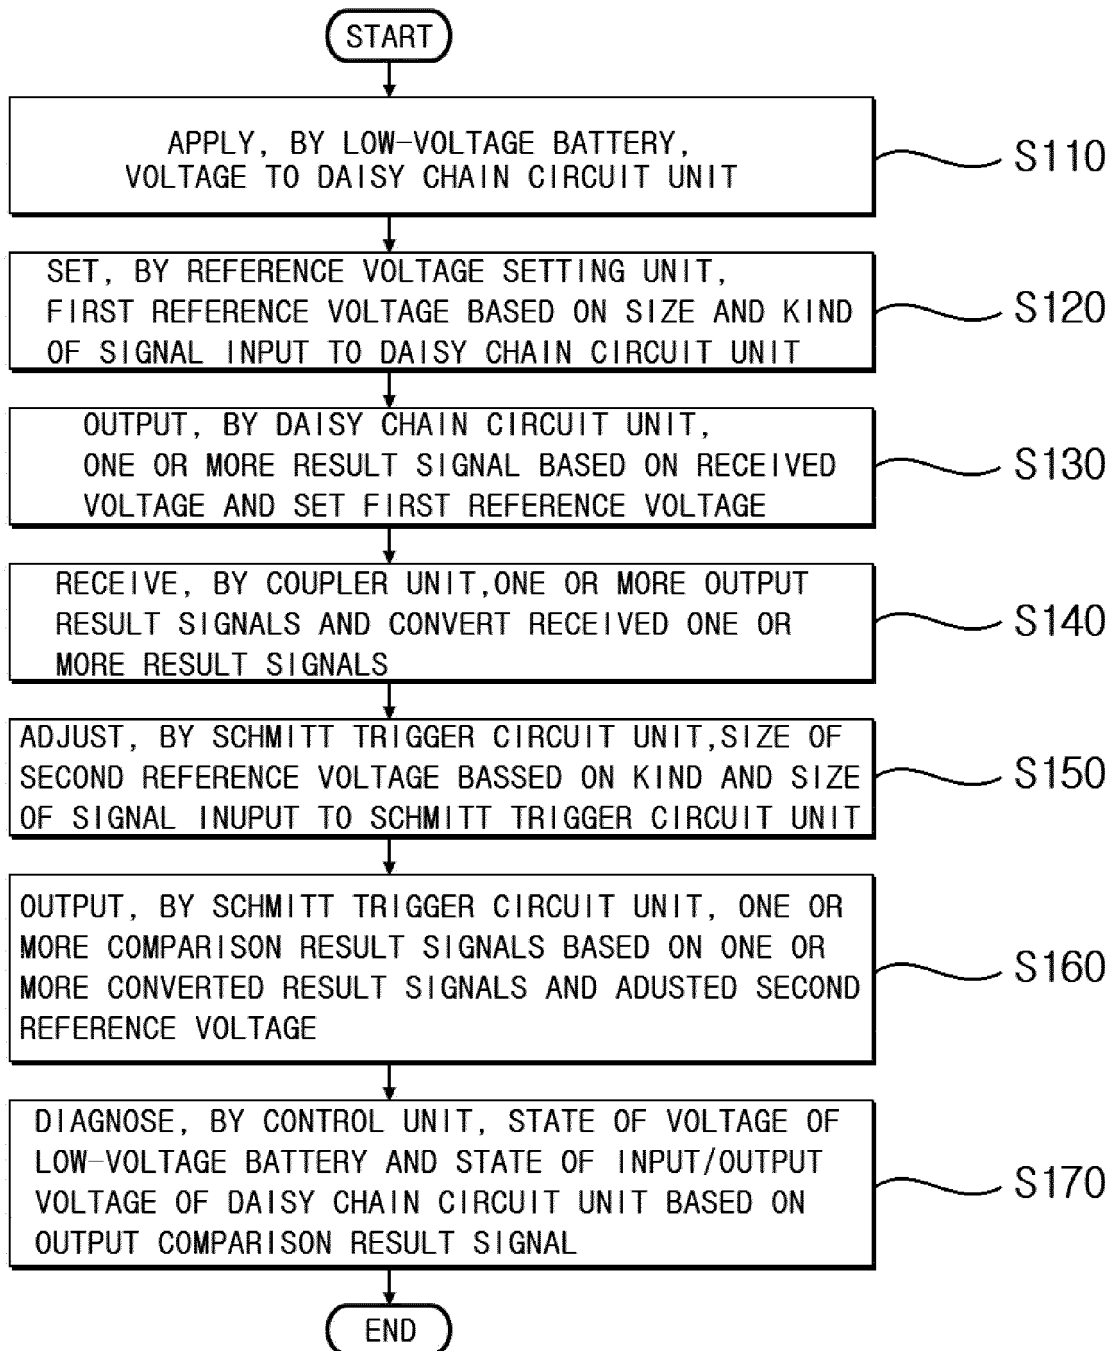 START
APPLY, BY LOW-VOLTAGE BATTERY,
VOLTAGE TO DAISY CHAIN CIRCUIT UNIT
S110
SET, BY REFERENCE VOLTAGE SETTING UNIT,
FIRST REFERENCE VOLTAGE BASED ON SIZE AND KIND
OF SIGNAL INPUT TO DAISY CHAIN CIRCUIT UNIT
S120
OUTPUT, BY DAISY CHAIN CIRCUIT UNIT,
ONE OR MORE RESULT SIGNAL BASED ON RECEIVED
VOLTAGE AND SET FIRST REFERENCE VOLTAGE
S130
RECEIVE, BY COUPLER UNIT,ONE OR MORE OUTPUT
RESULT SIGNALS AND CONVERT RECEIVED ONE OR
MORE RESULT SIGNALS
S140
ADJUST, BY SCHMITT TRIGGER CIRCUIT UNIT,SIZE OF
SECOND REFERENCE VOLTAGE BASSED ON KIND AND SIZE
OF SIGNAL INUPUT TO SCHMITT TRIGGER CIRCUIT UNIT
S150
OUTPUT, BY SCHMITT TRIGGER CIRCUIT UNIT, ONE OR
MORE COMPARISON RESULT SIGNALS BASED ON ONE OR
MORE CONVERTED RESULT SIGNALS AND ADUSTED SECOND
REFERENCE VOLTAGE
S160
DIAGNOSE, BY CONTROL UNIT, STATE OF VOLTAGE OF
LOW-VOLTAGE BATTERY AND STATE OF INPUT/OUTPUT
VOLTAGE OF DAISY CHAIN CIRCUIT UNIT BASED ON
OUTPUT COMPARISON RESULT SIGNAL
S170
END